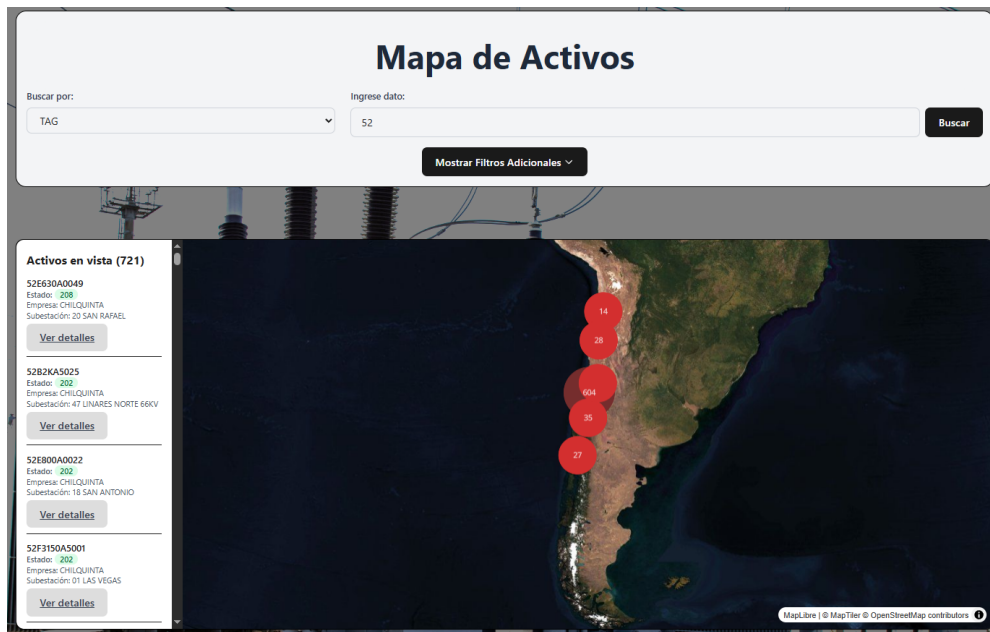 Mapa de Activos
Buscar por:
Ingrese dato:
TAG
52
Buscar
Mostrar Filtros Adicionales
Activos en vista (721)
52E630A0049
Estado: 208
Empresa: CHILQUINTA
Subestación: 20 SAN RAFAEL
Ver detalles
52B2KA5025
Estado: 202
Empresa: CHILQUINTA
Subestación: 47 LINARES NORTE 66KV
Ver detalles
52E800A0022
Estado: 202
Empresa: CHILQUINTA
Subestación: 18 SAN ANTONIO
Ver detalles
52F3150A5001
Estado: 202
Empresa: CHILQUINTA
Subestación: 01 LAS VEGAS
Ver detalles
14
28
604
35
27
MapLibre | © MapTiler © OpenStreetMap contributors